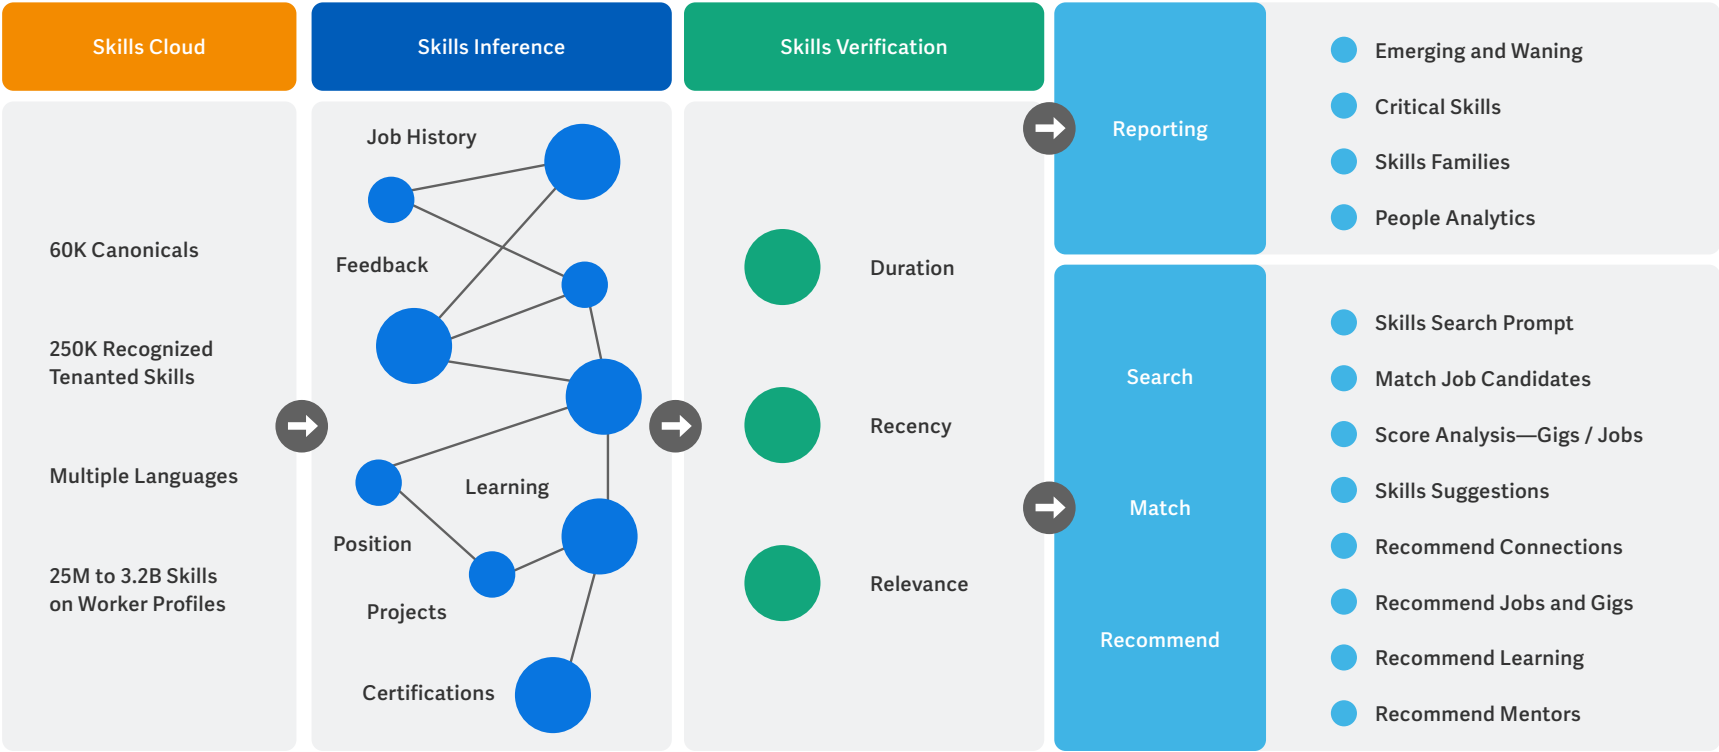 Skills Cloud
60K Canonicals
250K Recognized
Tenanted Skills
Multiple Languages
25M to 3.2B Skills
on Worker Profiles
Skills Inference
Job History
Feedback
Learning
Position
Projects
Certifications
Skills Verification
Duration
Recency
Relevance
Reporting
Emerging and Waning
Critical Skills
Skills Families
People Analytics
Search
Match
Recommend
Skills Search Prompt
Match Job Candidates
Score Analysis—Gigs / Jobs
Skills Suggestions
Recommend Connections
Recommend Jobs and Gigs
Recommend Learning
Recommend Mentors